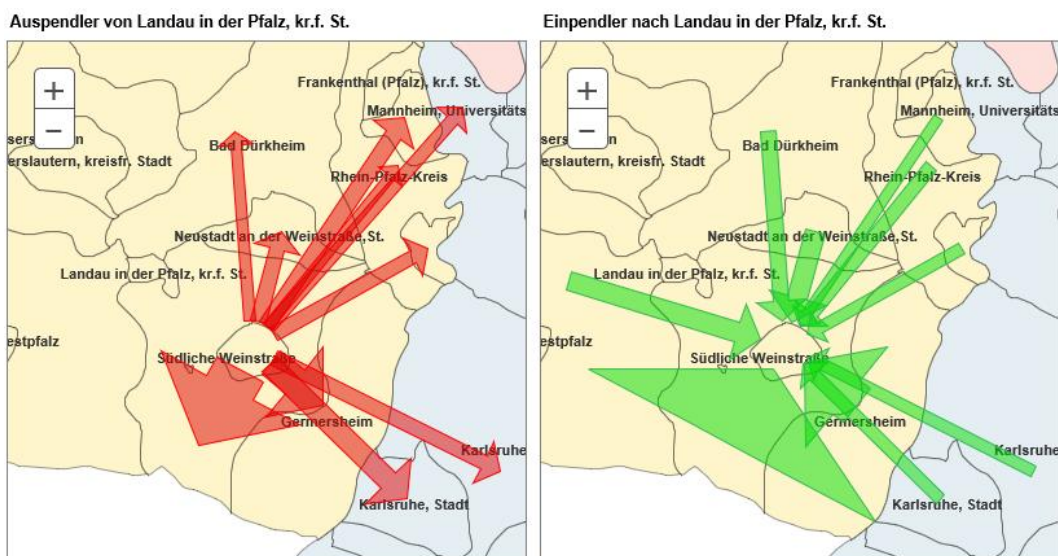 Auspendler von Landau in der Pfalz, kr.f. St.
+
−
Frankenthal (Pfalz), kr.f. St.
Mannheim, Universitäts
erslautern, kreisfr. Stadt
Bad Dürkheim
Rhein-Pfalz-Kreis
Neustadt an der Weinstraße,St.
Landau in der Pfalz, kr.f. St.
estpfalz
Südliche Weinstraße
Germersheim
Karlsruhe
Karlsruhe, Stadt
Einpendler nach Landau in der Pfalz, kr.f. St.
+
−
Frankenthal (Pfalz), kr.f. St.
Mannheim, Universitäts
erslautern, kreisfr. Stadt
Bad Dürkheim
Rhein-Pfalz-Kreis
Neustadt an der Weinstraße,St.
Landau in der Pfalz, kr.f. St.
estpfalz
Südliche Weinstraße
Germersheim
Karlsruhe
Karlsruhe, Stadt